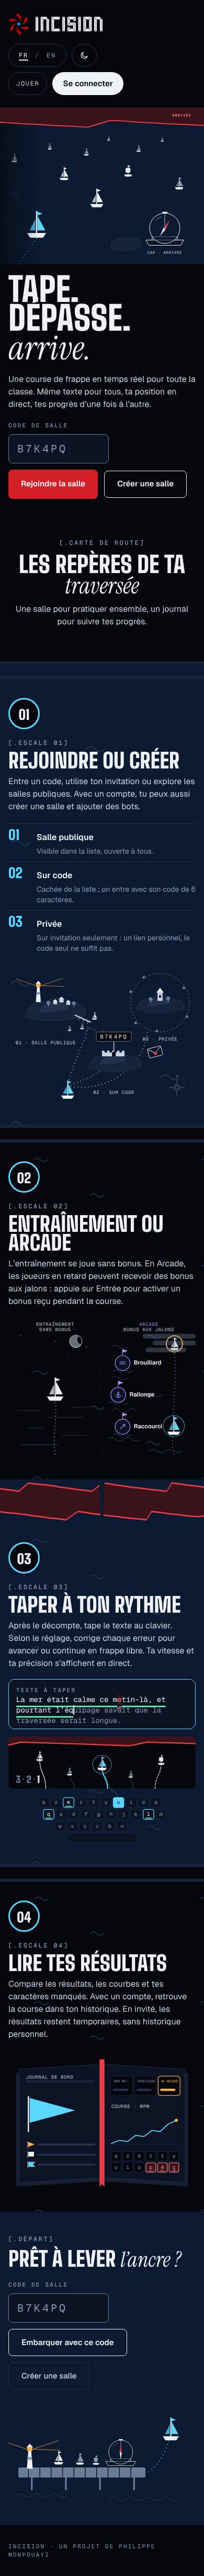 INCISION
FR / EN
JOUER
Se connecter
ARRIVÉE
CAP · ARRIVÉE
TAPE.
DÉPASSE.
arrive.
Une course de frappe en temps réel pour toute la
classe. Même texte pour tous, ta position en
direct, tes progrès d'une fois à l'autre.
CODE DE SALLE
B7K4PQ
Rejoindre la salle
Créer une salle
[.CARTE DE ROUTE]
LES REPÈRES DE TA
traversée
Une salle pour pratiquer ensemble, un journal
pour suivre tes progrès.
01
[.ESCALE 01]
REJOINDRE OU CRÉER
Entre un code, utilise ton invitation ou explore les
salles publiques. Avec un compte, tu peux aussi
créer une salle et ajouter des bots.
01 Salle publique
Visible dans la liste, ouverte à tous.
02 Sur code
Cachée de la liste ; on entre avec son code de 6
caractères.
03 Privée
Sur invitation seulement : un lien personnel, le
code seul ne suffit pas.
B7K4PQ
01 · SALLE PUBLIQUE
03 · PRIVÉE
02 · SUR CODE
02
[.ESCALE 02]
ENTRAÎNEMENT OU
ARCADE
L'entraînement se joue sans bonus. En Arcade,
les joueurs en retard peuvent recevoir des bonus
aux jalons : appuie sur Entrée pour activer un
bonus reçu pendant la course.
ENTRAÎNEMENT
SANS BONUS
ARCADE
BONUS AUX JALONS
Brouillard
Rallonge
Raccourci
03
[.ESCALE 03]
TAPER À TON RYTHME
Après le décompte, tape le texte au clavier.
Selon le réglage, corrige chaque erreur pour
avancer ou continue en frappe libre. Ta vitesse et
ta précision s'affichent en direct.
TEXTE À TAPER
La mer était calme ce matin-là, et
pourtant l'équipage savait que la
traversée serait longue.
3·2·1
a z e r t y u i o p
q s d f g h j k l m
w x c v b n
04
[.ESCALE 04]
LIRE TES RÉSULTATS
Compare les résultats, les courbes et tes
caractères manqués. Avec un compte, retrouve
la course dans ton historique. En invité, les
résultats restent temporaires, sans historique
personnel.
JOURNAL DE BORD
MPM NET
PRÉCISION
RECORD
COURSE · MPM
a z e r t y
u i o p é ç
[.DÉPART]
PRÊT À LEVER l'ancre ?
CODE DE SALLE
B7K4PQ
Embarquer avec ce code
Créer une salle
INCISION · UN PROJET DE PHILIPPE
MONFOUAYI